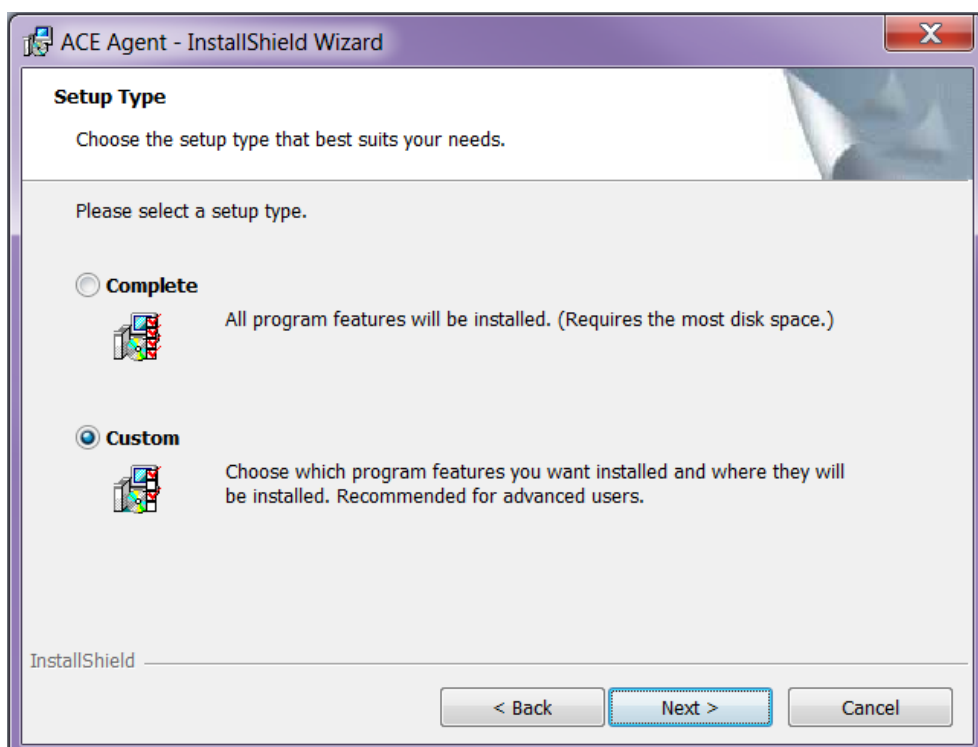 ACE Agent - InstallShield Wizard
Setup Type
Choose the setup type that best suits your needs.
Please select a setup type.
Complete
All program features will be installed. (Requires the most disk space.)
Custom
Choose which program features you want installed and where they will
be installed. Recommended for advanced users.
InstallShield
< Back Next > Cancel